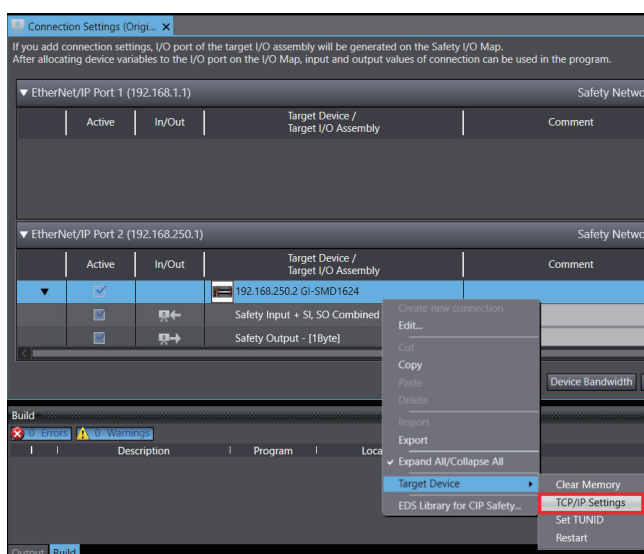 Connection Settings (Origi... X
If you add connection settings, I/O port of the target I/O assembly will be generated on the Safety I/O Map.
After allocating device variables to the I/O port on the I/O Map, input and output values of connection can be used in the program.
▼ EtherNet/IP Port 1 (192.168.1.1) Safety Netwo
Active In/Out Target Device / Comment
Target I/O Assembly
▼ EtherNet/IP Port 2 (192.168.250.1) Safety Netwo
Active In/Out Target Device / Comment
Target I/O Assembly
▼ 192.168.250.2 GI-SMD1624
Safety Input + SI, SO Combined
Safety Output - [1Byte]
Create new connection
Edit...
Cut
Copy
Paste
Delete
Import
Export
✓ Expand All/Collapse All
Target Device
EDS Library for CIP Safety...
Clear Memory
TCP/IP Settings
Set TUNID
Restart
Device Bandwidth
Build
0 Errors 0 Warnings
! | Description | Program | Loca
Output Build